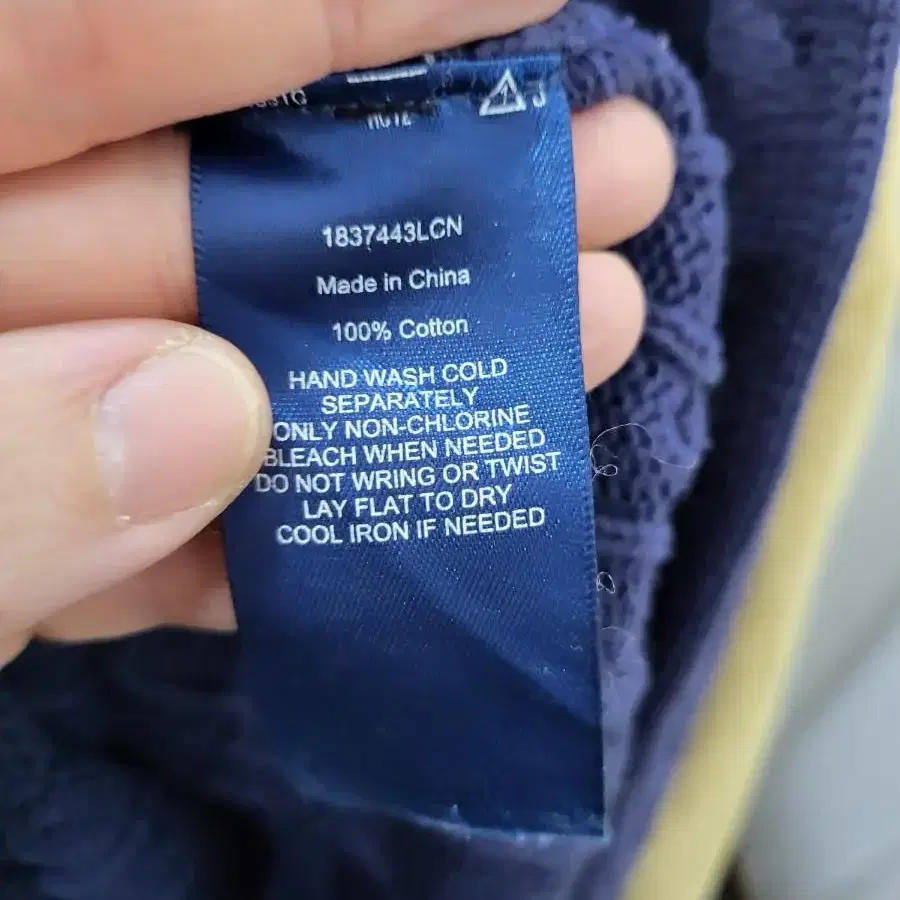 1837443LCN
Made in China
100% Cotton
HAND WASH COLD
SEPARATELY
ONLY NON-CHLORINE
BLEACH WHEN NEEDED
DO NOT WRING OR TWIST
LAY FLAT TO DRY
COOL IRON IF NEEDED